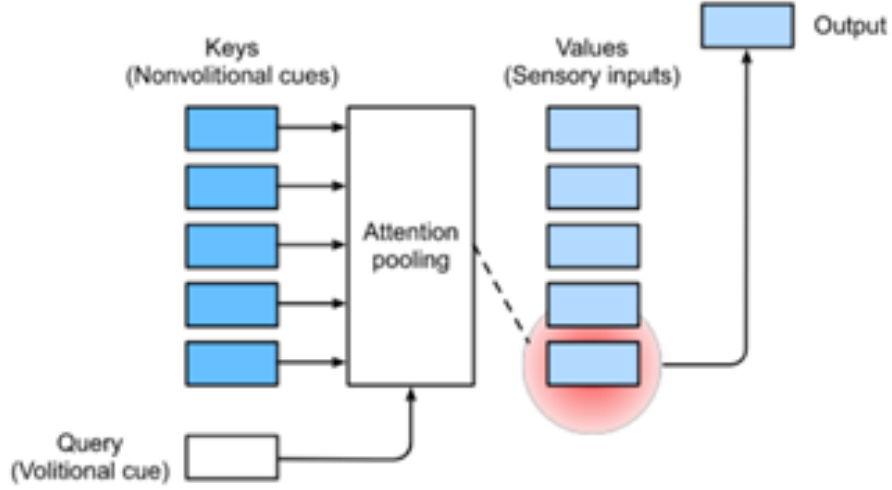 Keys
(Nonvolitional cues)
Values
(Sensory inputs)
Output
Attention
pooling
Query
(Volitional cue)